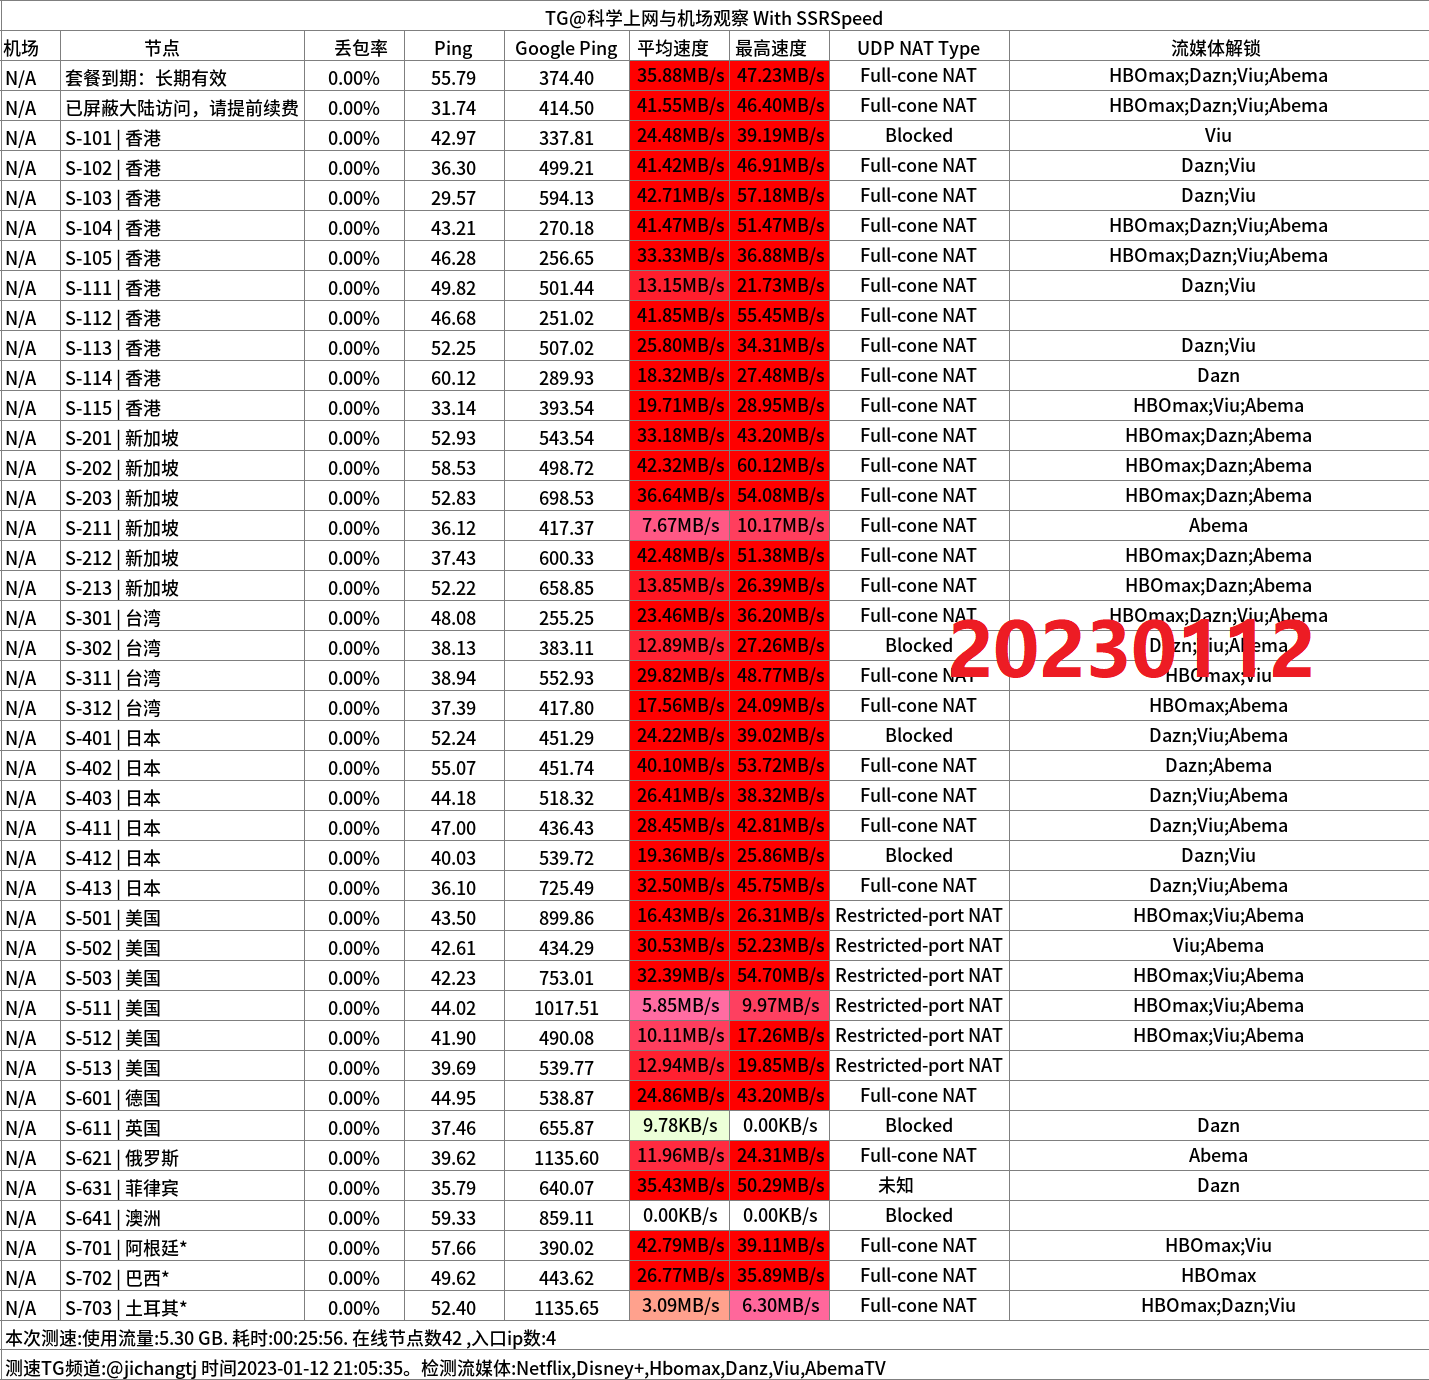 TG@科学上网与机场观察 With SSRSpeed
机场 节点 丢包率 Ping Google Ping 平均速度 最高速度 UDP NAT Type 流媒体解锁
N/A 套餐到期：长期有效 0.00% 55.79 374.40 35.88MB/s 47.23MB/s Full-cone NAT HBOmax;Dazn;Viu;Abema
N/A 已屏蔽大陆访问，请提前续费 0.00% 31.74 414.50 41.55MB/s 46.40MB/s Full-cone NAT HBOmax;Dazn;Viu;Abema
N/A S-101 | 香港 0.00% 42.97 337.81 24.48MB/s 39.19MB/s Blocked Viu
N/A S-102 | 香港 0.00% 36.30 499.21 41.42MB/s 46.91MB/s Full-cone NAT Dazn;Viu
N/A S-103 | 香港 0.00% 29.57 594.13 42.71MB/s 57.18MB/s Full-cone NAT Dazn;Viu
N/A S-104 | 香港 0.00% 43.21 270.18 41.47MB/s 51.47MB/s Full-cone NAT HBOmax;Dazn;Viu;Abema
N/A S-105 | 香港 0.00% 46.28 256.65 33.33MB/s 36.88MB/s Full-cone NAT HBOmax;Dazn;Viu;Abema
N/A S-111 | 香港 0.00% 49.82 501.44 13.15MB/s 21.73MB/s Full-cone NAT Dazn;Viu
N/A S-112 | 香港 0.00% 46.68 251.02 41.85MB/s 55.45MB/s Full-cone NAT
N/A S-113 | 香港 0.00% 52.25 507.02 25.80MB/s 34.31MB/s Full-cone NAT Dazn;Viu
N/A S-114 | 香港 0.00% 60.12 289.93 18.32MB/s 27.48MB/s Full-cone NAT Dazn
N/A S-115 | 香港 0.00% 33.14 393.54 19.71MB/s 28.95MB/s Full-cone NAT HBOmax;Viu;Abema
N/A S-201 | 新加坡 0.00% 52.93 543.54 33.18MB/s 43.20MB/s Full-cone NAT HBOmax;Dazn;Abema
N/A S-202 | 新加坡 0.00% 58.53 498.72 42.32MB/s 60.12MB/s Full-cone NAT HBOmax;Dazn;Abema
N/A S-203 | 新加坡 0.00% 52.83 698.53 36.64MB/s 54.08MB/s Full-cone NAT HBOmax;Dazn;Abema
N/A S-211 | 新加坡 0.00% 36.12 417.37 7.67MB/s 10.17MB/s Full-cone NAT Abema
N/A S-212 | 新加坡 0.00% 37.43 600.33 42.48MB/s 51.38MB/s Full-cone NAT HBOmax;Dazn;Abema
N/A S-213 | 新加坡 0.00% 52.22 658.85 13.85MB/s 26.39MB/s Full-cone NAT HBOmax;Dazn;Abema
N/A S-301 | 台湾 0.00% 48.08 255.25 23.46MB/s 36.20MB/s Full-cone NAT HBOmax;Dazn;Viu;Abema
20230112
N/A S-302 | 台湾 0.00% 38.13 383.11 12.89MB/s 27.26MB/s Blocked Dazn;Viu;Abema
N/A S-311 | 台湾 0.00% 38.94 552.93 29.82MB/s 48.77MB/s Full-cone NAT HBOmax;Viu
N/A S-312 | 台湾 0.00% 37.39 417.80 17.56MB/s 24.09MB/s Full-cone NAT HBOmax;Abema
N/A S-401 | 日本 0.00% 52.24 451.29 24.22MB/s 39.02MB/s Blocked Dazn;Viu;Abema
N/A S-402 | 日本 0.00% 55.07 451.74 40.10MB/s 53.72MB/s Full-cone NAT Dazn;Abema
N/A S-403 | 日本 0.00% 44.18 518.32 26.41MB/s 38.32MB/s Full-cone NAT Dazn;Viu;Abema
N/A S-411 | 日本 0.00% 47.00 436.43 28.45MB/s 42.81MB/s Full-cone NAT Dazn;Viu;Abema
N/A S-412 | 日本 0.00% 40.03 539.72 19.36MB/s 25.86MB/s Blocked Dazn;Viu
N/A S-413 | 日本 0.00% 36.10 725.49 32.50MB/s 45.75MB/s Full-cone NAT Dazn;Viu;Abema
N/A S-501 | 美国 0.00% 43.50 899.86 16.43MB/s 26.31MB/s Restricted-port NAT HBOmax;Viu;Abema
N/A S-502 | 美国 0.00% 42.61 434.29 30.53MB/s 52.23MB/s Restricted-port NAT Viu;Abema
N/A S-503 | 美国 0.00% 42.23 753.01 32.39MB/s 54.70MB/s Restricted-port NAT HBOmax;Viu;Abema
N/A S-511 | 美国 0.00% 44.02 1017.51 5.85MB/s 9.97MB/s Restricted-port NAT HBOmax;Viu;Abema
N/A S-512 | 美国 0.00% 41.90 490.08 10.11MB/s 17.26MB/s Restricted-port NAT HBOmax;Viu;Abema
N/A S-513 | 美国 0.00% 39.69 539.77 12.94MB/s 19.85MB/s Restricted-port NAT
N/A S-601 | 德国 0.00% 44.95 538.87 24.86MB/s 43.20MB/s Full-cone NAT
N/A S-611 | 英国 0.00% 37.46 655.87 9.78KB/s 0.00KB/s Blocked Dazn
N/A S-621 | 俄罗斯 0.00% 39.62 1135.60 11.96MB/s 24.31MB/s Full-cone NAT Abema
N/A S-631 | 菲律宾 0.00% 35.79 640.07 35.43MB/s 50.29MB/s 未知 Dazn
N/A S-641 | 澳洲 0.00% 59.33 859.11 0.00KB/s 0.00KB/s Blocked
N/A S-701 | 阿根廷* 0.00% 57.66 390.02 42.79MB/s 39.11MB/s Full-cone NAT HBOmax;Viu
N/A S-702 | 巴西* 0.00% 49.62 443.62 26.77MB/s 35.89MB/s Full-cone NAT HBOmax
N/A S-703 | 土耳其* 0.00% 52.40 1135.65 3.09MB/s 6.30MB/s Full-cone NAT HBOmax;Dazn;Viu
本次测速:使用流量:5.30 GB. 耗时:00:25:56. 在线节点数42 ,入口ip数:4
测速TG频道:@jichangtj 时间2023-01-12 21:05:35。检测流媒体:Netflix,Disney+,Hbomax,Danz,Viu,AbemaTV